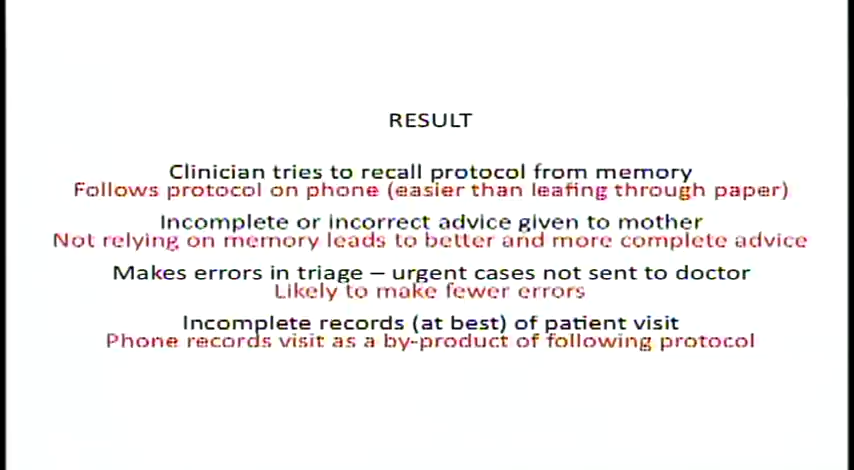 RESULT
Clinician tries to recall protocol from memory
Follows protocol on phone (easier than leafing through paper)
Incomplete or incorrect advice given to mother
Not relying on memory leads to better and more complete advice
Makes errors in triage – urgent cases not sent to doctor
Likely to make fewer errors
Incomplete records (at best) of patient visit
Phone records visit as a by-product of following protocol